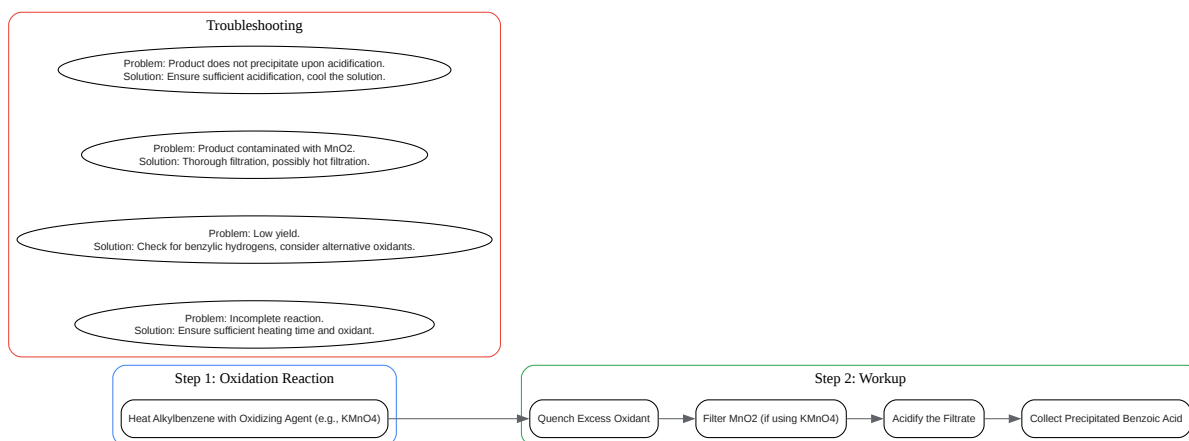 Troubleshooting
Problem: Product does not precipitate upon acidification.
Solution: Ensure sufficient acidification, cool the solution.
Problem: Product contaminated with MnO2.
Solution: Thorough filtration, possibly hot filtration.
Problem: Low yield.
Solution: Check for benzylic hydrogens, consider alternative oxidants.
Problem: Incomplete reaction.
Solution: Ensure sufficient heating time and oxidant.
Step 1: Oxidation Reaction
Heat Alkylbenzene with Oxidizing Agent (e.g., KMnO4)
Step 2: Workup
Quench Excess Oxidant
Filter MnO2 (if using KMnO4)
Acidify the Filtrate
Collect Precipitated Benzoic Acid